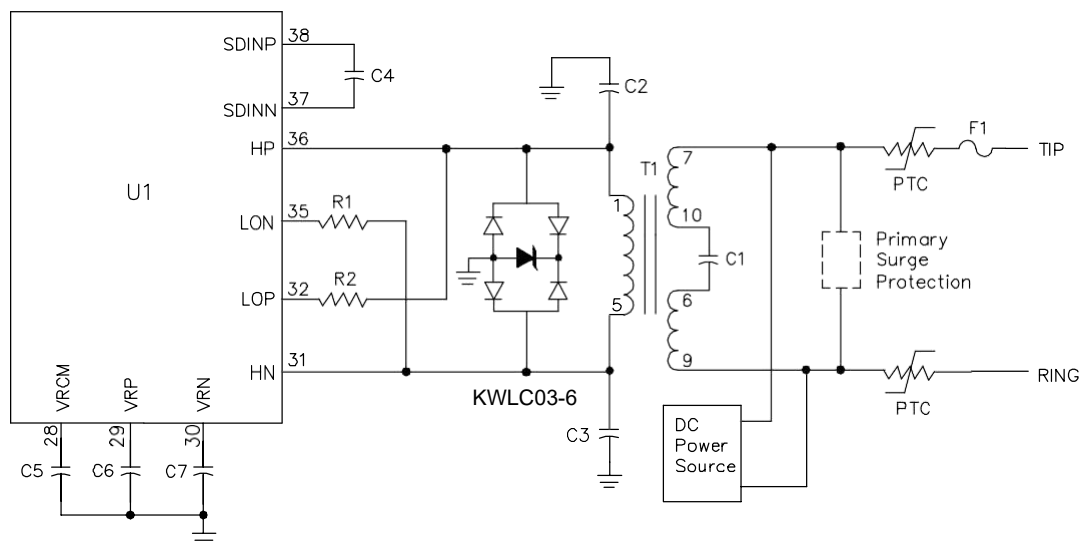 SDINP
38
C4
SDINN
37
C2
HP
36
U1
T1
7
F1
TIP
PTC
1
10
LON
35
R1
C1
Primary
Surge
Protection
LOP
32
R2
5
6
9
HN
31
KWLC03-6
RING
PTC
VRCM
VRP
VRN
28
29
30
C3
DC
Power
Source
C5
C6
C7